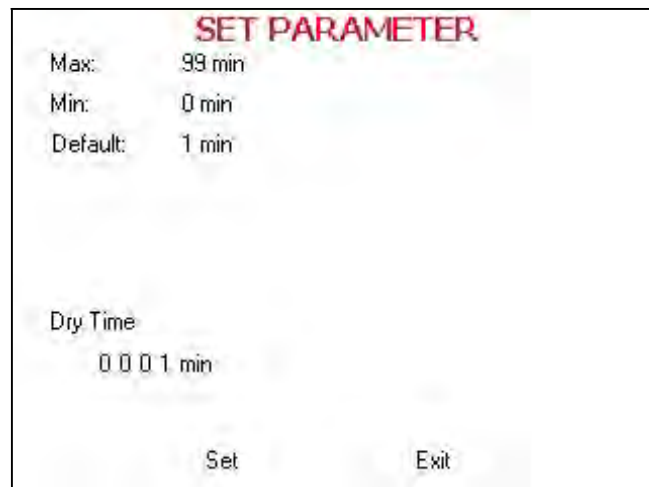 SET PARAMETER
Max: 99 min
Min: 0 min
Default: 1 min
Dry Time
0 0 0 1 min
Set Exit